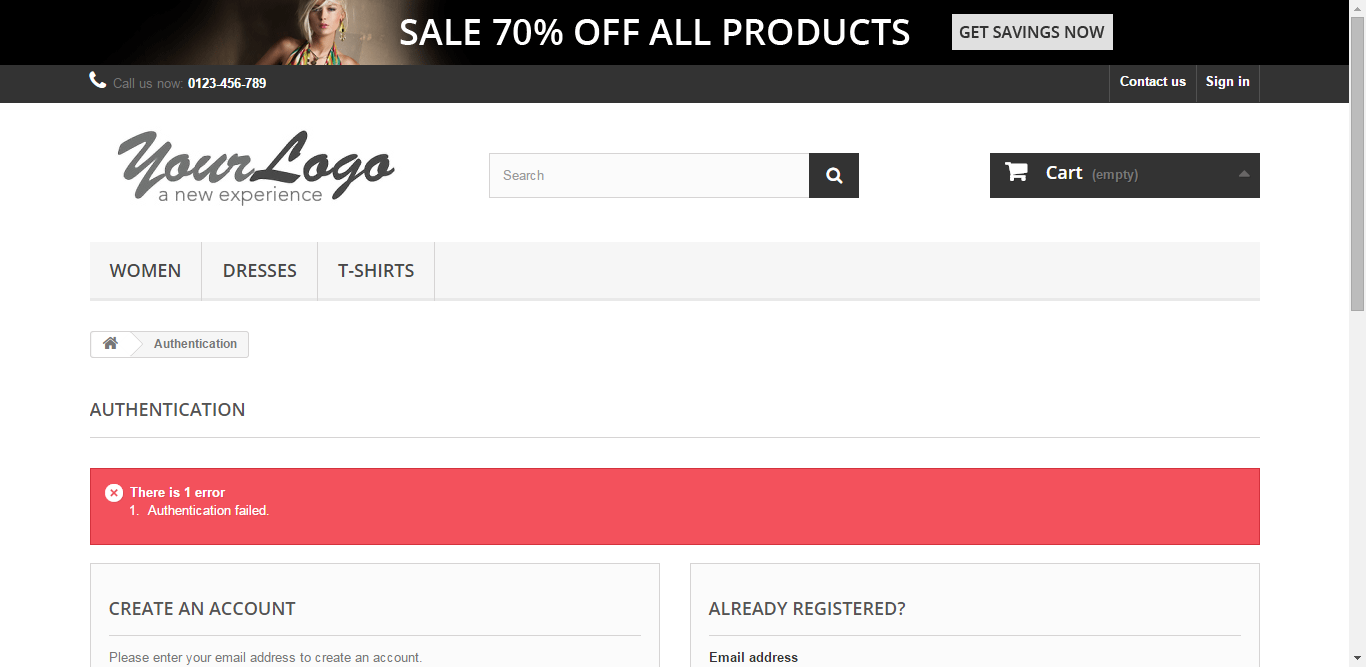 SALE 70% OFF ALL PRODUCTS
GET SAVINGS NOW
Call us now: 0123-456-789
Contact us
Sign in
Your Logo
a new experience
Search
Cart (empty)
WOMEN
DRESSES
T-SHIRTS
Authentication
AUTHENTICATION
There is 1 error
1. Authentication failed.
CREATE AN ACCOUNT
Please enter your email address to create an account.
ALREADY REGISTERED?
Email address